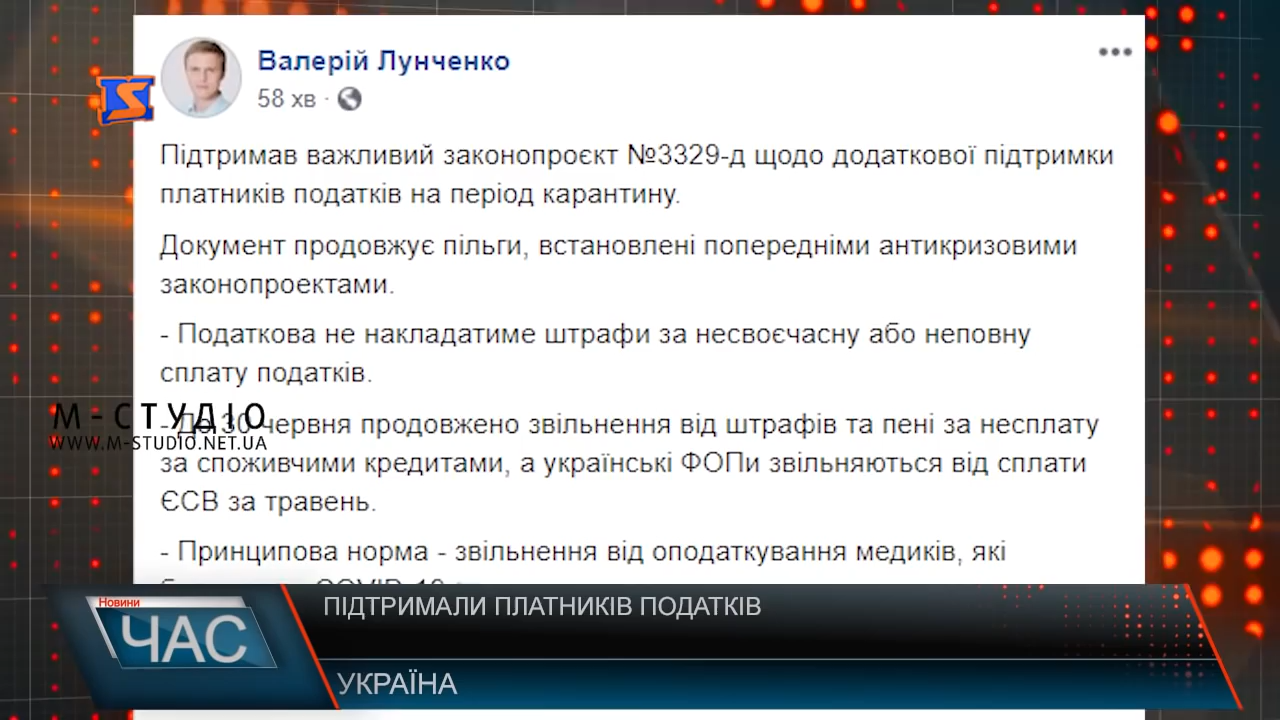 Валерій Лунченко
58 хв ·
Підтримав важливий законопроєкт №3329-д щодо додаткової підтримки
платників податків на період карантину.
Документ продовжує пільги, встановлені попередніми антикризовими
законопроектами.
- Податкова не накладатиме штрафи за несвоєчасну або неповну
сплату податків.
М-СТУДІО
WWW.M-STUDIO.NET.UA
- До 30 червня продовжено звільнення від штрафів та пені за несплату
за споживчими кредитами, а українські ФОПи звільняються від сплати
ЄСВ за травень.
- Принципова норма - звільнення від оподаткування медиків, які
Новини
ЧАС
ПІДТРИМАЛИ ПЛАТНИКІВ ПОДАТКІВ
УКРАЇНА